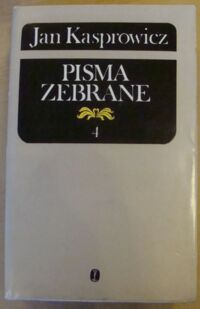 Jan Kasprowicz
PISMA
ZEBRANE
4